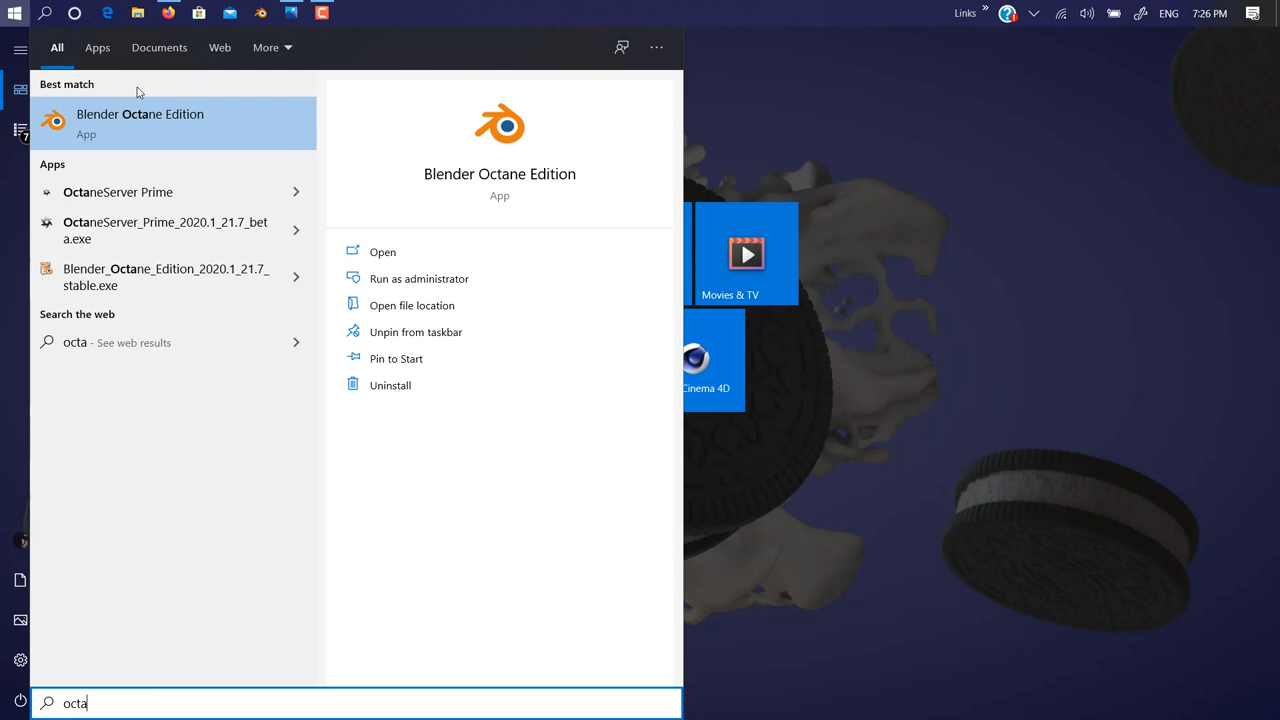 Links
»
ENG
7:26 PM
All
Apps
Documents
Web
More
Best match
Blender Octane Edition
App
Apps
OctaneServer Prime
OctaneServer_Prime_2020.1_21.7_bet
a.exe
Blender_Octane_Edition_2020.1_21.7_
stable.exe
Search the web
octa - See web results
Blender Octane Edition
App
Open
Run as administrator
Open file location
Unpin from taskbar
Pin to Start
Uninstall
Movies & TV
Cinema 4D
7
octa